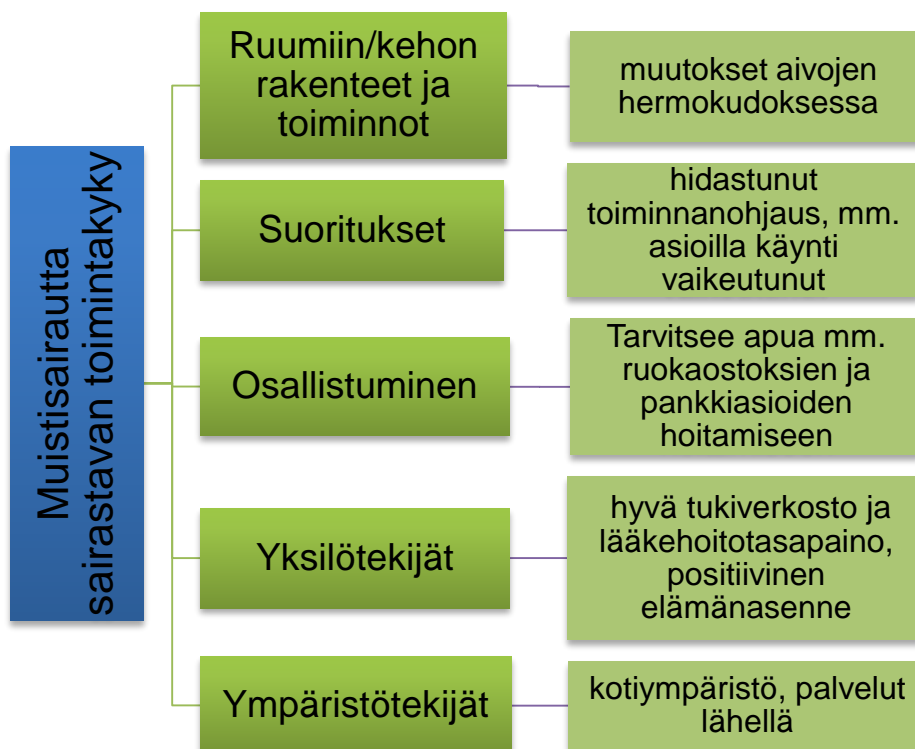 Muistisairautta
sairastavan toimintakyky
Ruumiin/kehon
rakenteet ja
toiminnot
muutokset aivojen
hermokudoksessa
Suoritukset
hidastunut
toiminnanohjaus, mm.
asioilla käynti
vaikeutunut
Osallistuminen
Tarvitsee apua mm.
ruokaostoksien ja
pankkiasioiden
hoitamiseen
Yksilötekijät
hyvä tukiverkosto ja
lääkehoitotasapaino,
positiivinen
elämänasenne
Ympäristötekijät
kotiympäristö, palvelut
lähellä